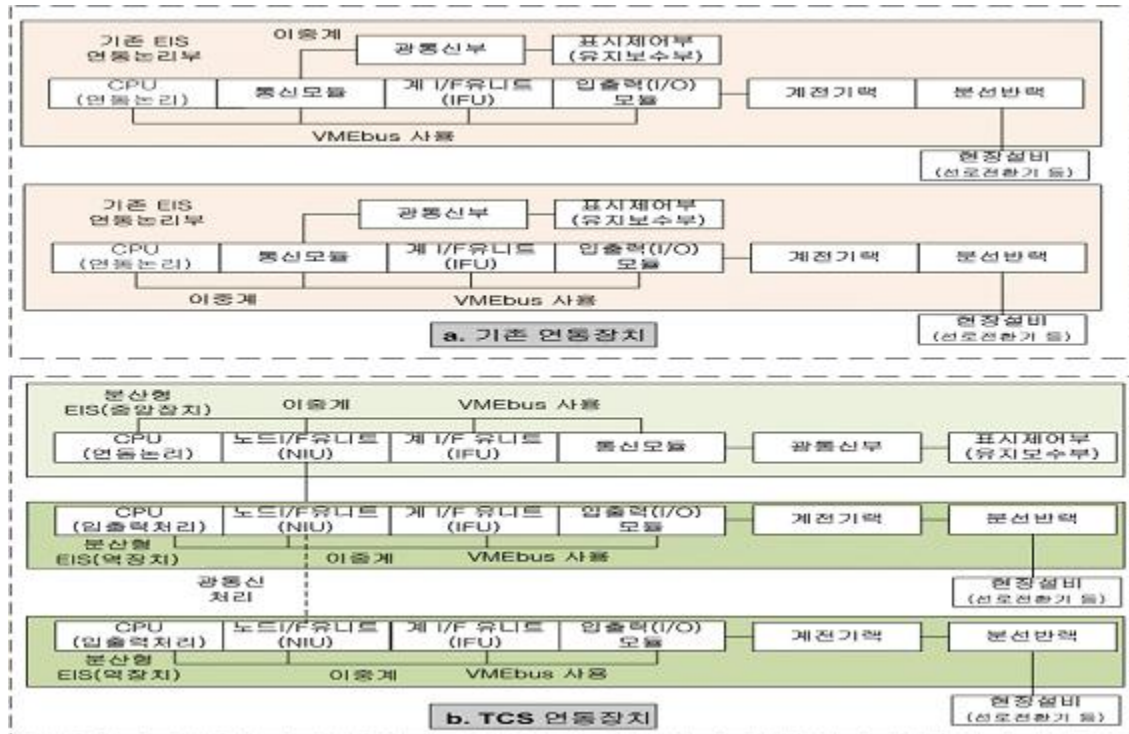 이중계
기존 EIS
연동논리부
광통신부
표시제어부
(유지보수부)
CPU
(연동논리)
통신모듈
계 I/F유니트
(IFU)
입출력(I/O)
모듈
계전기랙
분선반랙
VMEbus 사용
현장설비
(선로전환기 등)
기존 EIS
연동논리부
광통신부
표시제어부
(유지보수부)
CPU
(연동논리)
통신모듈
계 I/F유니트
(IFU)
입출력(I/O)
모듈
계전기랙
분선반랙
이중계
VMEbus 사용
현장설비
(선로전환기 등)
a. 기존 연동장치
분산형
EIS(중앙장치)
이중계
VMEbus 사용
CPU
(연동논리)
노드I/F유니트
(NIU)
계 I/F 유니트
(IFU)
통신모듈
광통신부
표시제어부
(유지보수부)
CPU
(입출력처리)
노드I/F유니트
(NIU)
계 I/F 유니트
(IFU)
입출력(I/O)
모듈
계전기랙
분선반랙
분산형
EIS(역장치)
이중계
VMEbus 사용
광통신
처리
현장설비
(선로전환기 등)
CPU
(입출력처리)
노드I/F유니트
(NIU)
계 I/F 유니트
(IFU)
입출력(I/O)
모듈
계전기랙
분선반랙
분산형
EIS(역장치)
이중계
VMEbus 사용
현장설비
(선로전환기 등)
b. TCS 연동장치